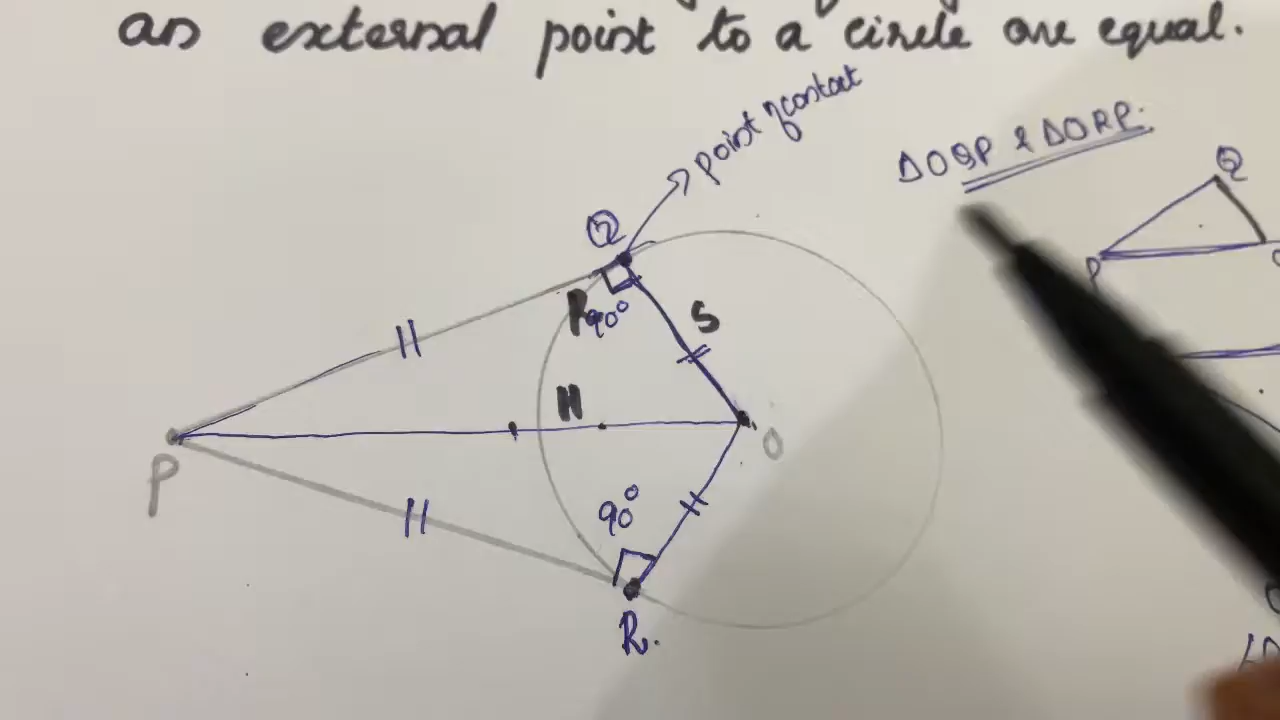 an external point to a circle are equal.
point of contact
ΔOQP & ΔORP.
Q
Q
P
R 90°
S
H
O
P
90°
R.